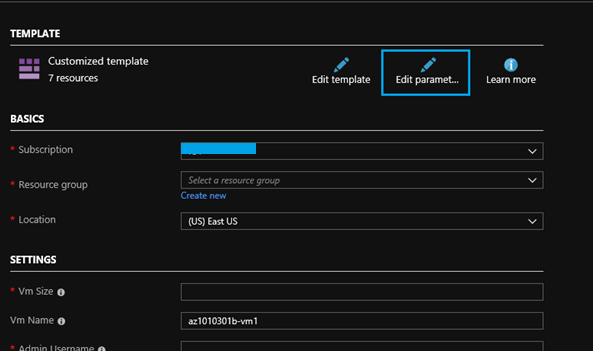 TEMPLATE
Customized template
7 resources
Edit template
Edit paramet...
Learn more
BASICS
* Subscription
* Resource group
Select a resource group
Create new
* Location
(US) East US
SETTINGS
* Vm Size
Vm Name
az1010301b-vm1
* Admin Username